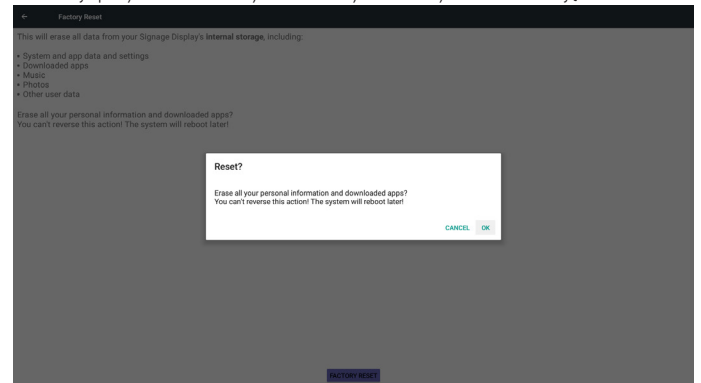 ← Factory Reset
This will erase all data from your Signage Display's internal storage, including:
• System and app data and settings
• Downloaded apps
• Music
• Photos
• Other user data
Erase all your personal information and downloaded apps?
You can't reverse this action! The system will reboot later!
Reset?
Erase all your personal information and downloaded apps?
You can't reverse this action! The system will reboot later!
CANCEL OK
FACTORY RESET